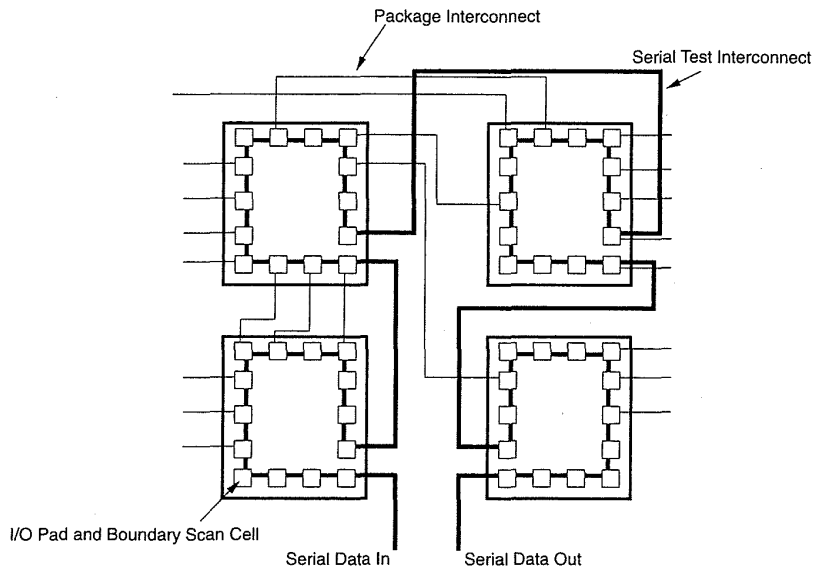 Package Interconnect
Serial Test Interconnect
I/O Pad and Boundary Scan Cell
Serial Data In
Serial Data Out